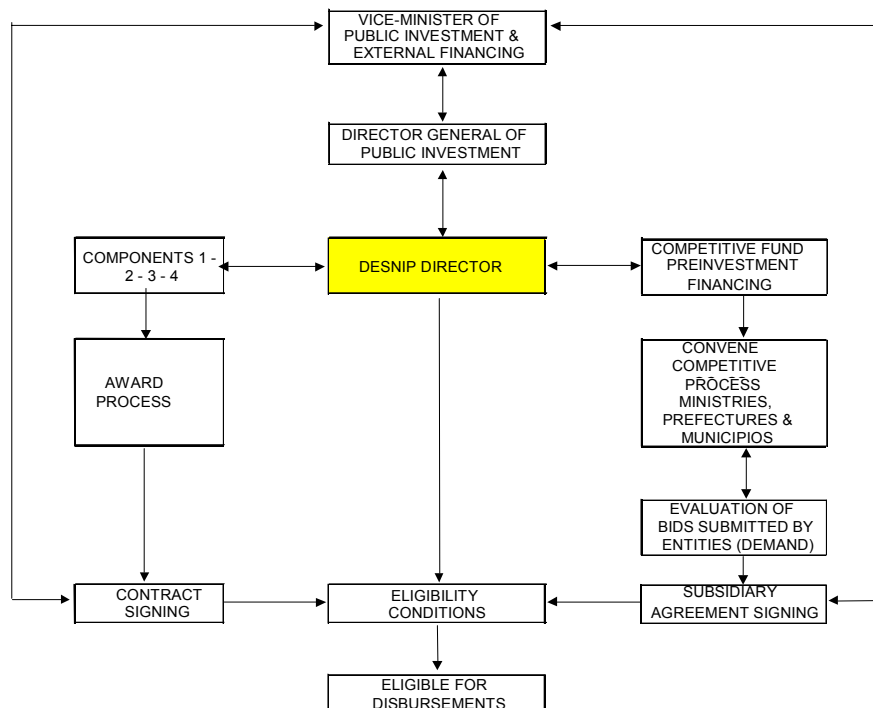 VICE-MINISTER OF
PUBLIC INVESTMENT &
EXTERNAL FINANCING
DIRECTOR GENERAL OF
PUBLIC INVESTMENT
COMPONENTS 1 -
2 - 3 - 4
DESNIP DIRECTOR
COMPETITIVE FUND
PREINVESTMENT
FINANCING
AWARD
PROCESS
CONVENE
COMPETITIVE
PROCESS
MINISTRIES,
PREFECTURES &
MUNICIPIOS
EVALUATION OF
BIDS SUBMITTED BY
ENTITIES (DEMAND)
CONTRACT
SIGNING
ELIGIBILITY
CONDITIONS
SUBSIDIARY
AGREEMENT SIGNING
ELIGIBLE FOR
DISBURSEMENTS